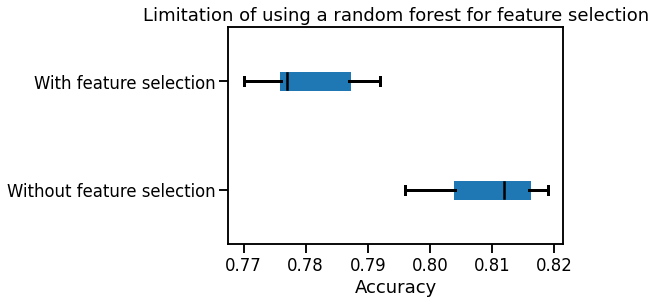 Limitation of using a random forest for feature selection
With feature selection
Without feature selection
0.77 0.78 0.79 0.80 0.81 0.82
Accuracy